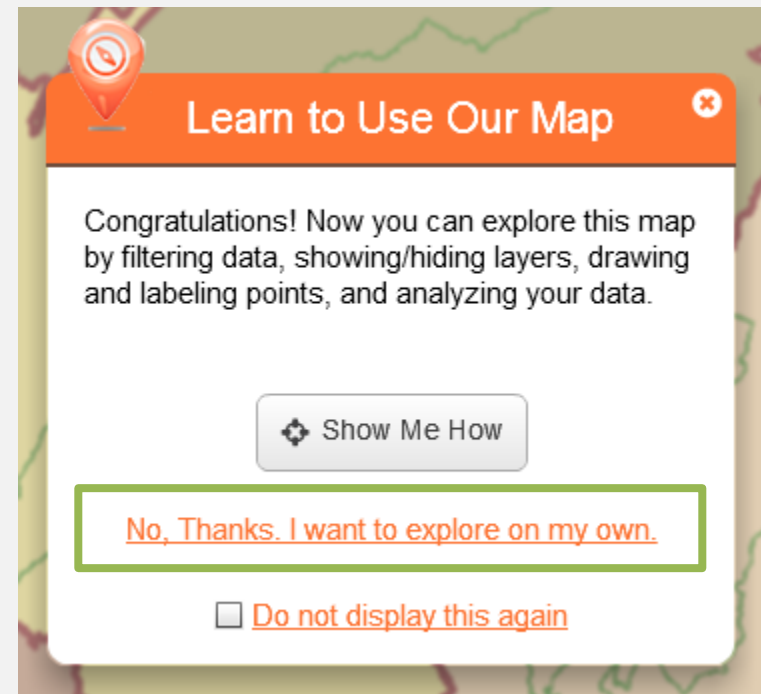 Learn to Use Our Map
Congratulations! Now you can explore this map
by filtering data, showing/hiding layers, drawing
and labeling points, and analyzing your data.
Show Me How
No, Thanks. I want to explore on my own.
Do not display this again